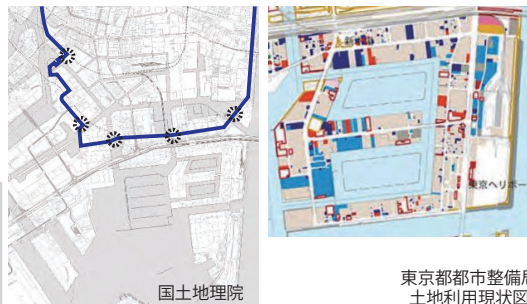 国土地理院
東京ヘリポー
東京都都市整備局
土地利用現状図